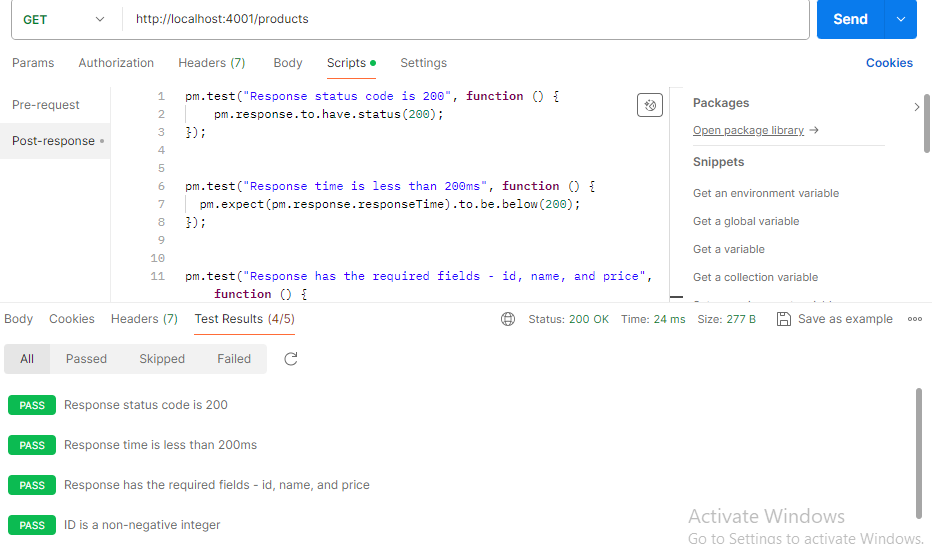 GET http://localhost:4001/products Send
Params Authorization Headers (7) Body Scripts Settings Cookies
Pre-request
Post-response
1 pm.test("Response status code is 200", function () {
2 pm.response.to.have.status(200);
3 });
4
5
6 pm.test("Response time is less than 200ms", function () {
7 pm.expect(pm.response.responseTime).to.be.below(200);
8 });
9
10
11 pm.test("Response has the required fields - id, name, and price",
function () {
Packages
Open package library →
Snippets
Get an environment variable
Get a global variable
Get a variable
Get a collection variable
Body Cookies Headers (7) Test Results (4/5) Status: 200 OK Time: 24 ms Size: 277 B Save as example
All Passed Skipped Failed
PASS Response status code is 200
PASS Response time is less than 200ms
PASS Response has the required fields - id, name, and price
PASS ID is a non-negative integer
Activate Windows
Go to Settings to activate Windows.